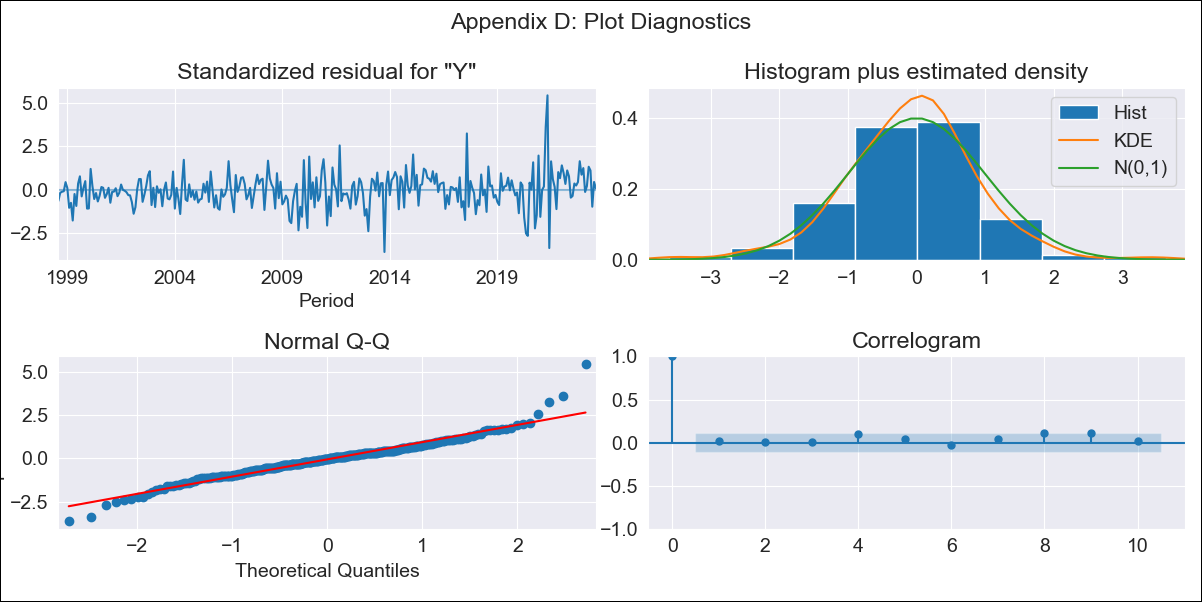 Appendix D: Plot Diagnostics
Standardized residual for "Y"
5.0
2.5
0.0
−2.5
1999 2004 2009 2014 2019
Period
Histogram plus estimated density
0.4
0.2
0.0
Hist
KDE
N(0,1)
−3 −2 −1 0 1 2 3
Normal Q-Q
5.0
2.5
0.0
−2.5
−2 −1 0 1 2
Theoretical Quantiles
Correlogram
1.0
0.5
0.0
−0.5
−1.0
0 2 4 6 8 10